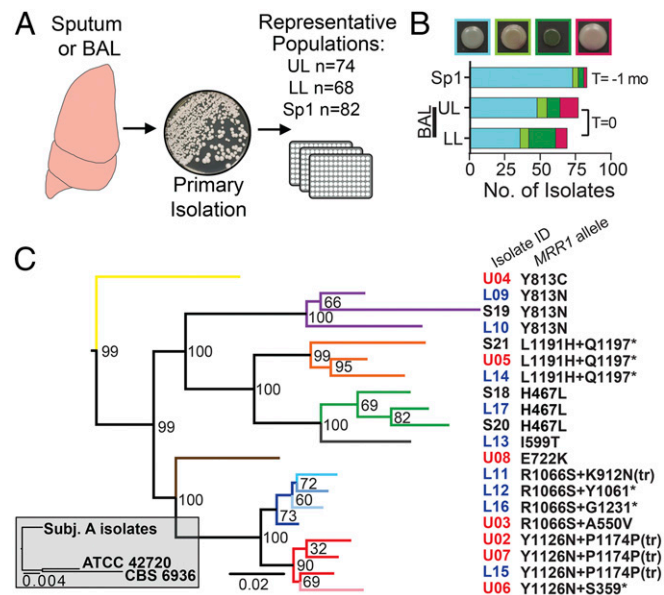 A
Sputum
or BAL
Primary
Isolation
Representative
Populations:
UL n=74
LL n=68
Sp1 n=82
B
Sp1
UL
LL
BAL
T= -1 mo
T=0
0 25 50 75 100
No. of Isolates
C
Isolate ID
MRR1 allele
U04 Y813C
L09 Y813N
S19 Y813N
L10 Y813N
S21 L1191H+Q1197*
U05 L1191H+Q1197*
L14 L1191H+Q1197*
S18 H467L
L17 H467L
S20 H467L
L13 I599T
U08 E722K
L11 R1066S+K912N(tr)
L12 R1066S+Y1061*
L16 R1066S+G1231*
U03 R1066S+A550V
U02 Y1126N+P1174P(tr)
U07 Y1126N+P1174P(tr)
L15 Y1126N+P1174P(tr)
U06 Y1126N+S359*
66
100
99
100
99
95
100
69
82
100
99
100
72
60
73
100
32
90
69
Subj. A isolates
ATCC 42720
CBS 6936
0.004
0.02